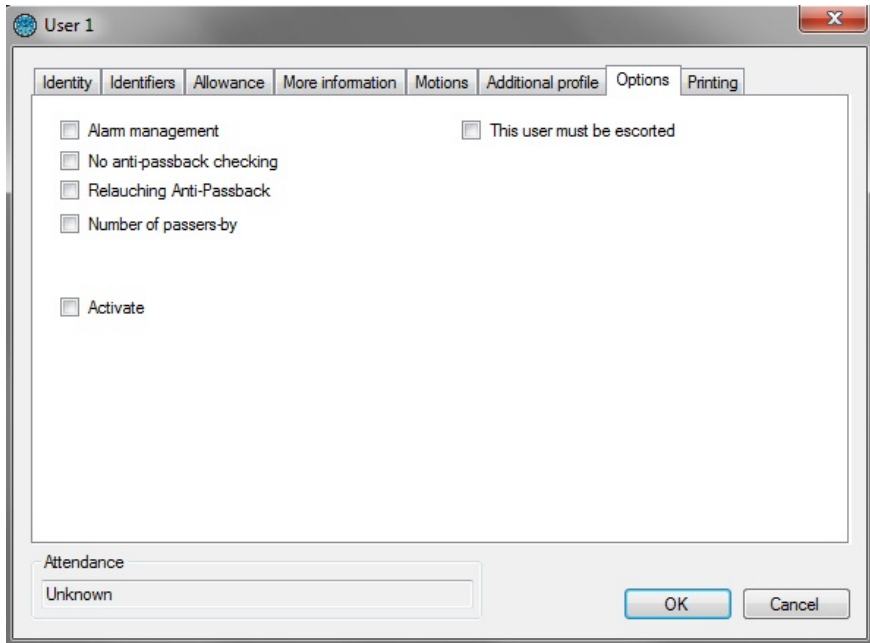 User 1
Identity Identifiers Allowance More information Motions Additional profile Options Printing
Alarm management This user must be escorted
No anti-passback checking
Relauching Anti-Passback
Number of passers-by
Activate
Attendance
Unknown
OK Cancel